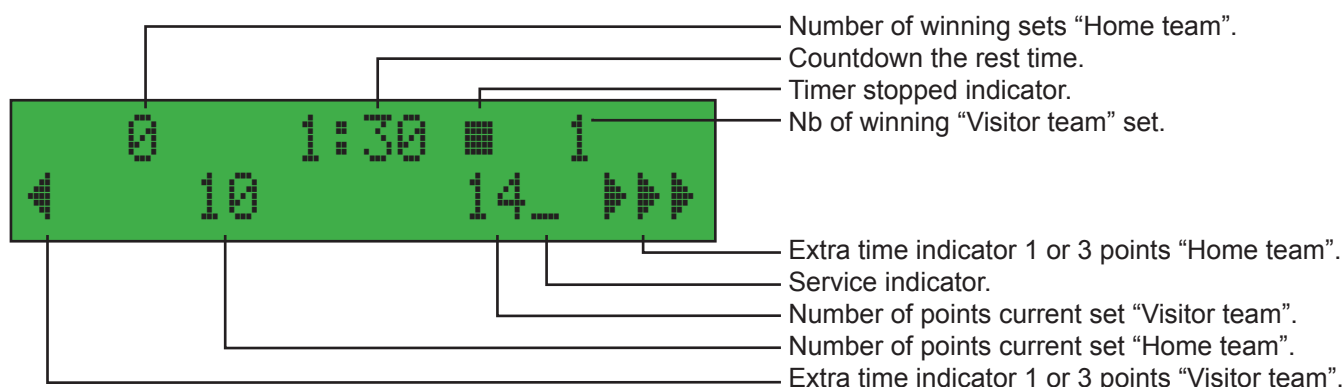 Number of winning sets “Home team”.
Countdown the rest time.
Timer stopped indicator.
Nb of winning “Visitor team” set.
0 1:30 1
10 14_
Extra time indicator 1 or 3 points “Home team”.
Service indicator.
Number of points current set “Visitor team”.
Number of points current set “Home team”.
Extra time indicator 1 or 3 points “Visitor team”.